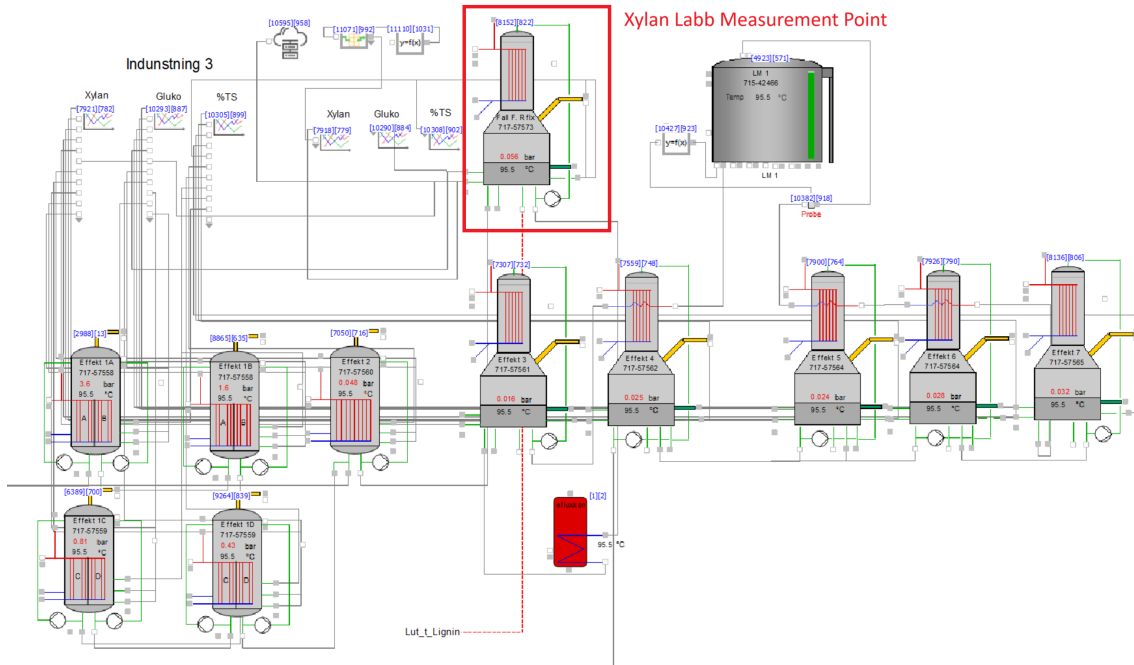 Xylan Labb Measurement Point
[10595][958]
[11071][992]
[11110][1031]
y=f(x)
[8152][822]
Fall F. R flx
717-57573
0.056 bar
95.5 °C
[4923][571]
LM 1
715-42466
Temp 95.5 °C
LM 1
Indunstning 3
Xylan
[7921][782]
Gluko
[10293][887]
%TS
[10305][899]
Xylan
[7918][779]
Gluko
[10290][884]
%TS
[10308][902]
[10427][923]
y=f(x)
[10382][918]
Probe
[7307][732]
Effekt 3
717-57561
0.016 bar
95.5 °C
[7559][748]
Effekt 4
717-57562
0.025 bar
95.5 °C
[7900][764]
Effekt 5
717-57564
0.024 bar
95.5 °C
[7926][790]
Effekt 6
717-57564
0.028 bar
95.5 °C
[8136][806]
Effekt 7
717-57565
0.032 bar
95.5 °C
[2988][13]
Effekt 1A
717-57558
3.6 bar
95.5 °C
A B
[8865][635]
Effekt 1B
717-57558
1.6 bar
95.5 °C
A B
[7050][716]
Effekt 2
717-57560
0.048 bar
95.5 °C
[6389][700]
Effekt 1C
717-57559
0.81 bar
95.5 °C
C D
[9264][839]
Effekt 1D
717-57559
0.43 bar
95.5 °C
C D
[1][2]
95.5 °C
Lut_t_Lignin